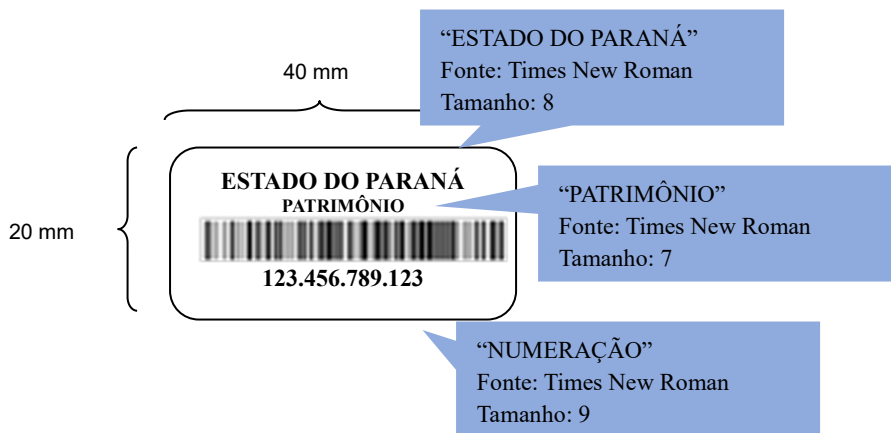 “ESTADO DO PARANÁ”
Fonte: Times New Roman
Tamanho: 8
40 mm
20 mm
ESTADO DO PARANÁ
PATRIMÔNIO
123.456.789.123
“PATRIMÔNIO”
Fonte: Times New Roman
Tamanho: 7
“NUMERAÇÃO”
Fonte: Times New Roman
Tamanho: 9